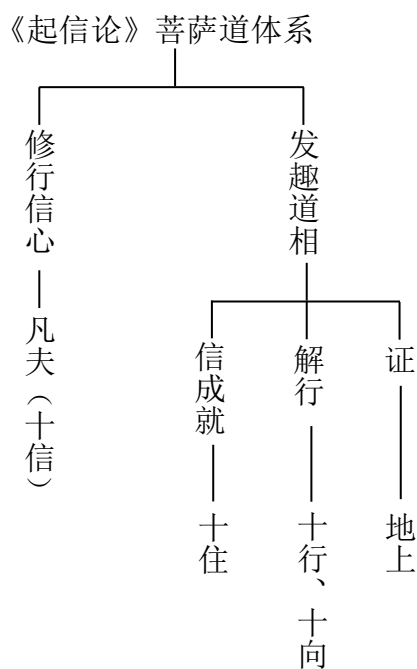 《起信论》菩萨道体系
修行信心
凡夫（十信）
发趣道相
信成就
十住
解行
十行、十向
证
地上